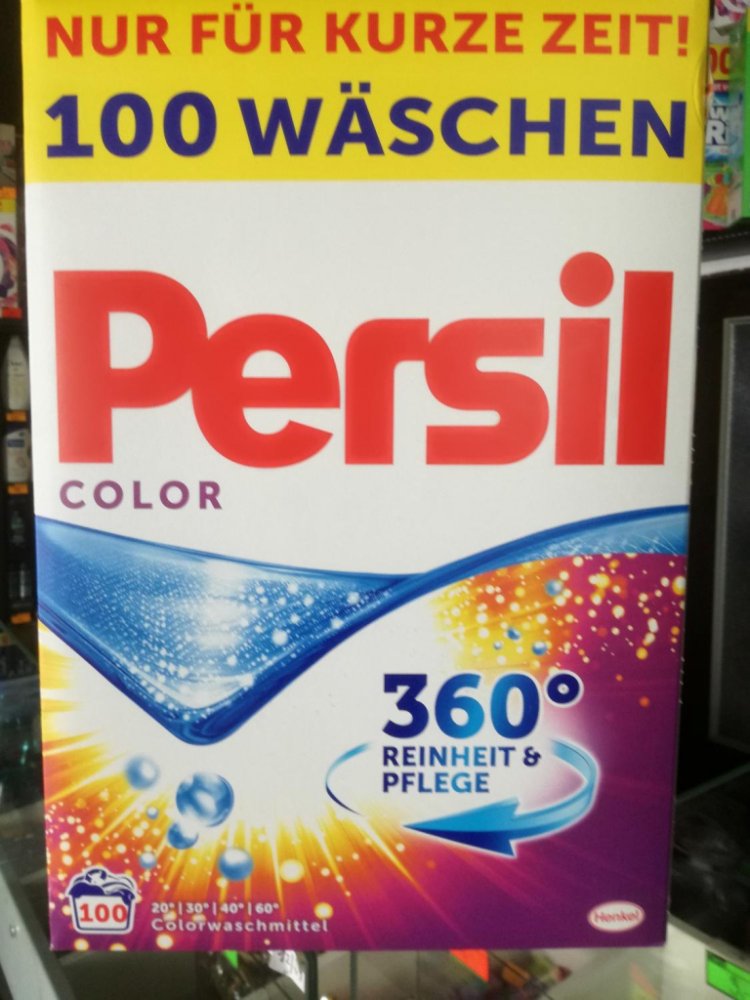 NUR FÜR KURZE ZEIT!
100 WÄSCHEN
Persil
COLOR
360°
REINHEIT &
PFLEGE
100
20° | 30° | 40° | 60°
Colorwaschmittel
Henkel